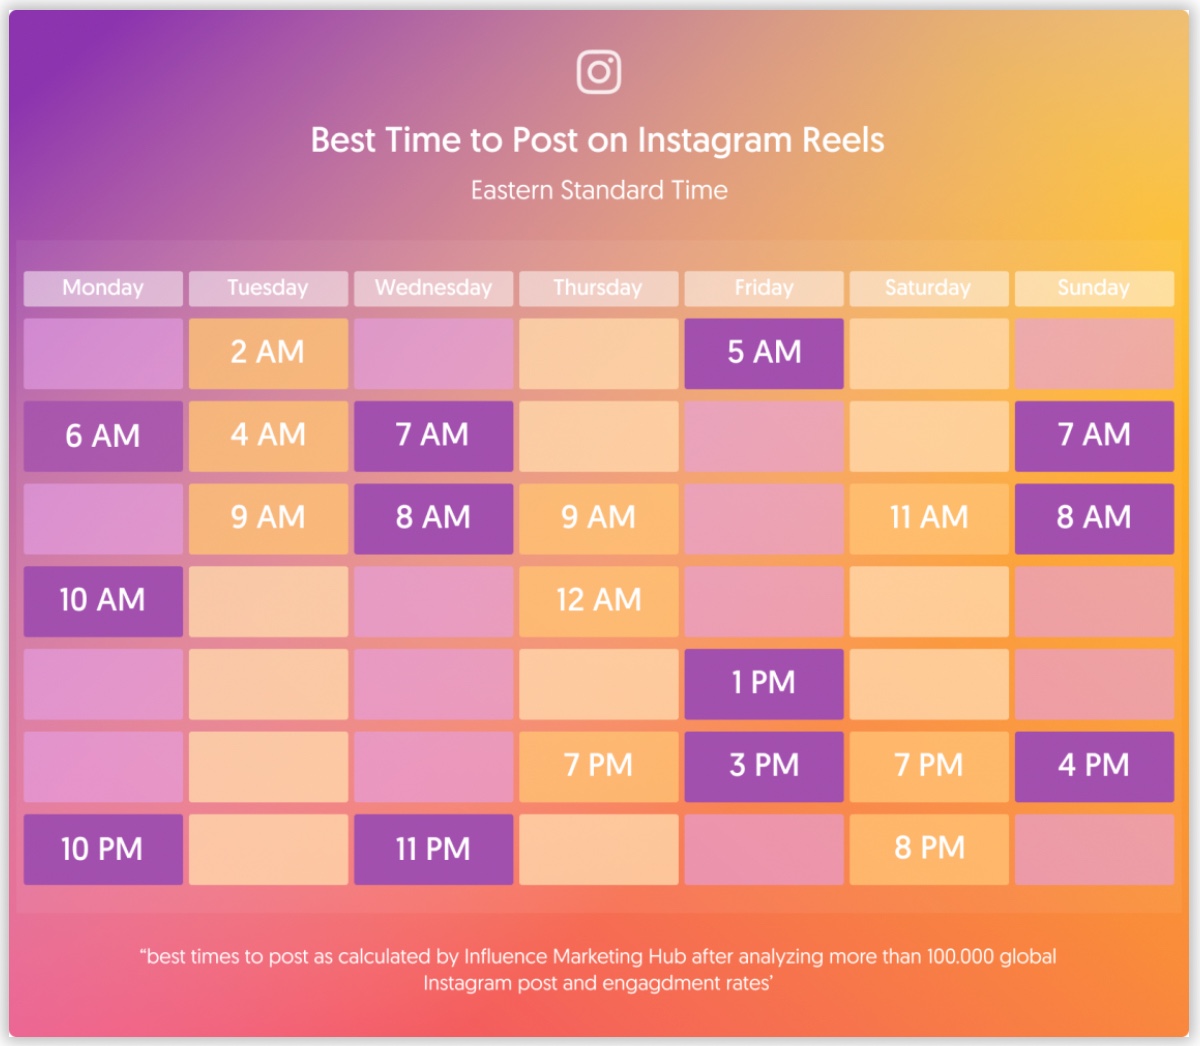 Best Time to Post on Instagram Reels
Eastern Standard Time
Monday Tuesday Wednesday Thursday Friday Saturday Sunday
2 AM 5 AM
6 AM 4 AM 7 AM 7 AM
9 AM 8 AM 9 AM 11 AM 8 AM
10 AM 12 AM
1 PM
7 PM 3 PM 7 PM 4 PM
10 PM 11 PM 8 PM
“best times to post as calculated by Influence Marketing Hub after analyzing more than 100.000 global
Instagram post and engagdment rates’